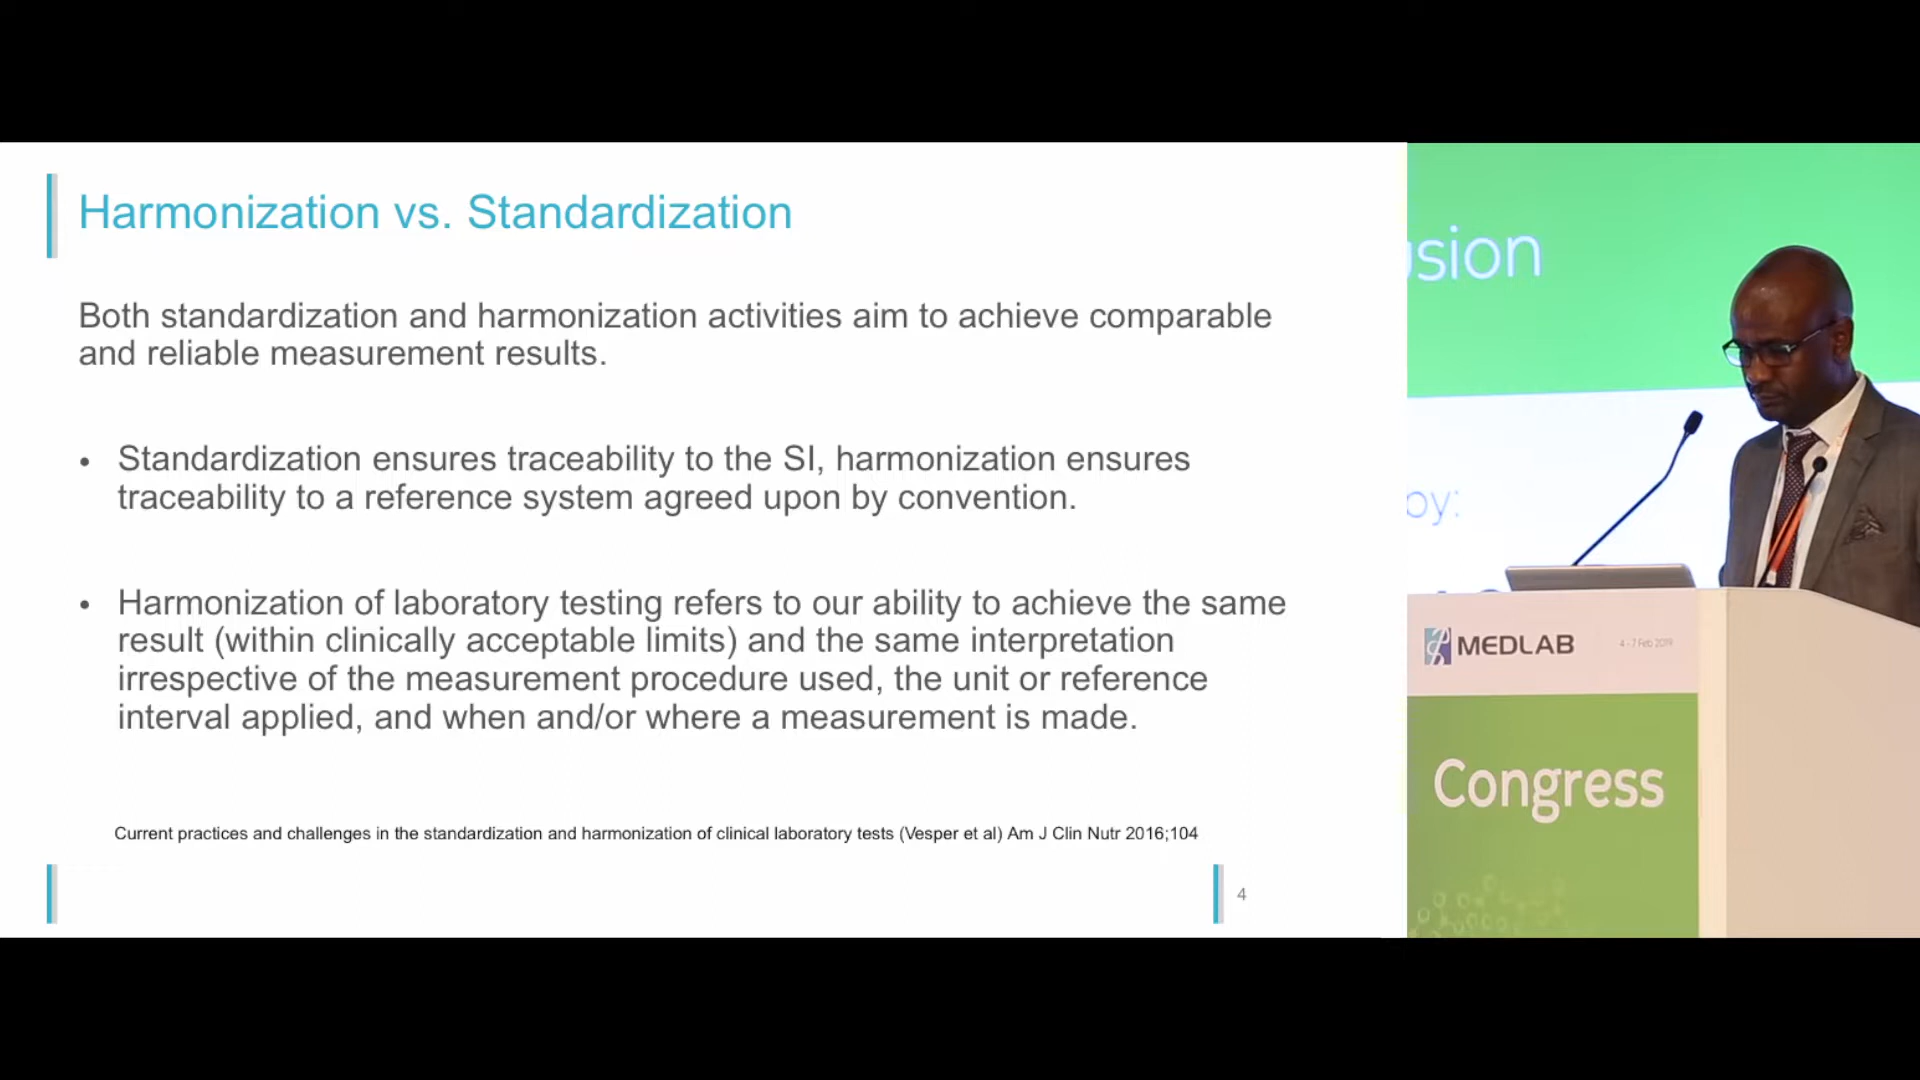 Harmonization vs. Standardization
Both standardization and harmonization activities aim to achieve comparable
and reliable measurement results.
• Standardization ensures traceability to the SI, harmonization ensures
traceability to a reference system agreed upon by convention.
• Harmonization of laboratory testing refers to our ability to achieve the same
result (within clinically acceptable limits) and the same interpretation
irrespective of the measurement procedure used, the unit or reference
interval applied, and when and/or where a measurement is made.
Current practices and challenges in the standardization and harmonization of clinical laboratory tests (Vesper et al) Am J Clin Nutr 2016;104
4
sion
by:
MEDLAB
4 - 7 Feb 2019
Congress